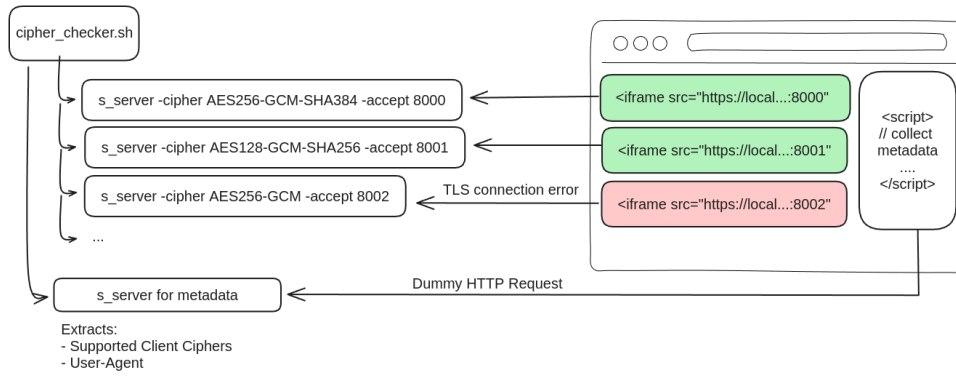 cipher_checker.sh
s_server -cipher AES256-GCM-SHA384 -accept 8000
<iframe src="https://local...:8000"
s_server -cipher AES128-GCM-SHA256 -accept 8001
<iframe src="https://local...:8001"
s_server -cipher AES256-GCM -accept 8002
TLS connection error
<iframe src="https://local...:8002"
...
<script>
// collect
metadata
....
</script>
s_server for metadata
Dummy HTTP Request
Extracts:
- Supported Client Ciphers
- User-Agent